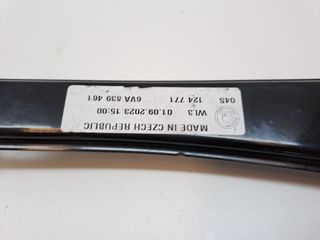 MADE IN CZECH REPUBLIC
WL3 01.09.2023 15:00
04S 124 771 6VA 839 461